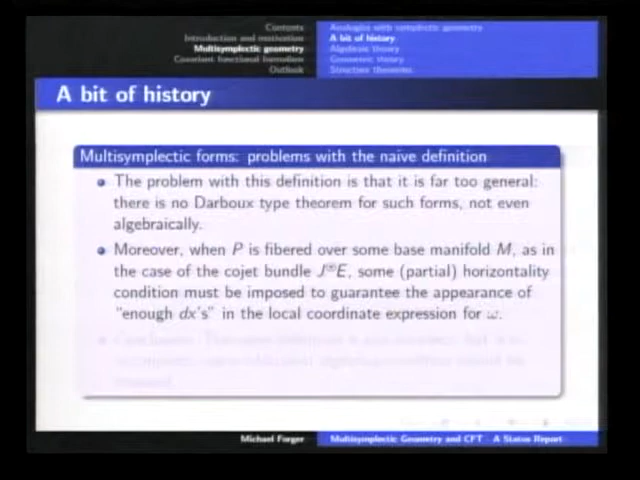 Contents
Introduction and motivation
Multisymplectic geometry
Covariant functional formalism
Outlook
Analogies with symplectic geometry
A bit of history
Algebraic theory
Geometric theory
Structure theorems
A bit of history
Multisymplectic forms: problems with the naïve definition
The problem with this definition is that it is far too general:
there is no Darboux type theorem for such forms, not even
algebraically.
Moreover, when P is fibered over some base manifold M, as in
the case of the cojet bundle J⊛E, some (partial) horizontality
condition must be imposed to guarantee the appearance of
"enough dx's" in the local coordinate expression for ω.
Michael Forger
Multisymplectic Geometry and CFT - A Status Report